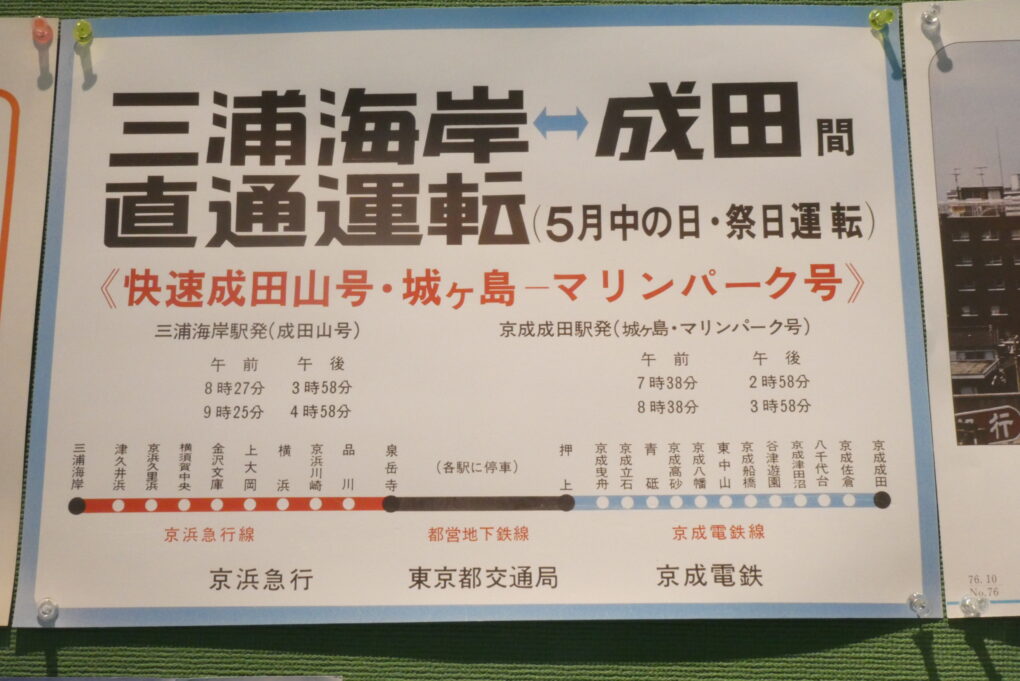 三浦海岸↔成田間
直通運転(5月中の日・祭日運転)
《快速成田山号・城ヶ島ーマリンパーク号》
三浦海岸駅発(成田山号)
午前 午後
8時27分 3時58分
9時25分 4時58分
京成成田駅発(城ヶ島・マリンパーク号)
午前 午後
7時38分 2時58分
8時38分 3時58分
三浦海岸
津久井浜
京浜久里浜
横須賀中央
金沢文庫
上大岡
横浜
京浜川崎
品川
泉岳寺
(各駅に停車)
押上
京成曳舟
京成立石
青砥
京成高砂
京成八幡
東中山
京成船橋
谷津遊園
京成津田沼
八千代台
京成佐倉
京成成田
京浜急行線
都営地下鉄線
京成電鉄線
京浜急行
東京都交通局
京成電鉄
行
76.10
No.76